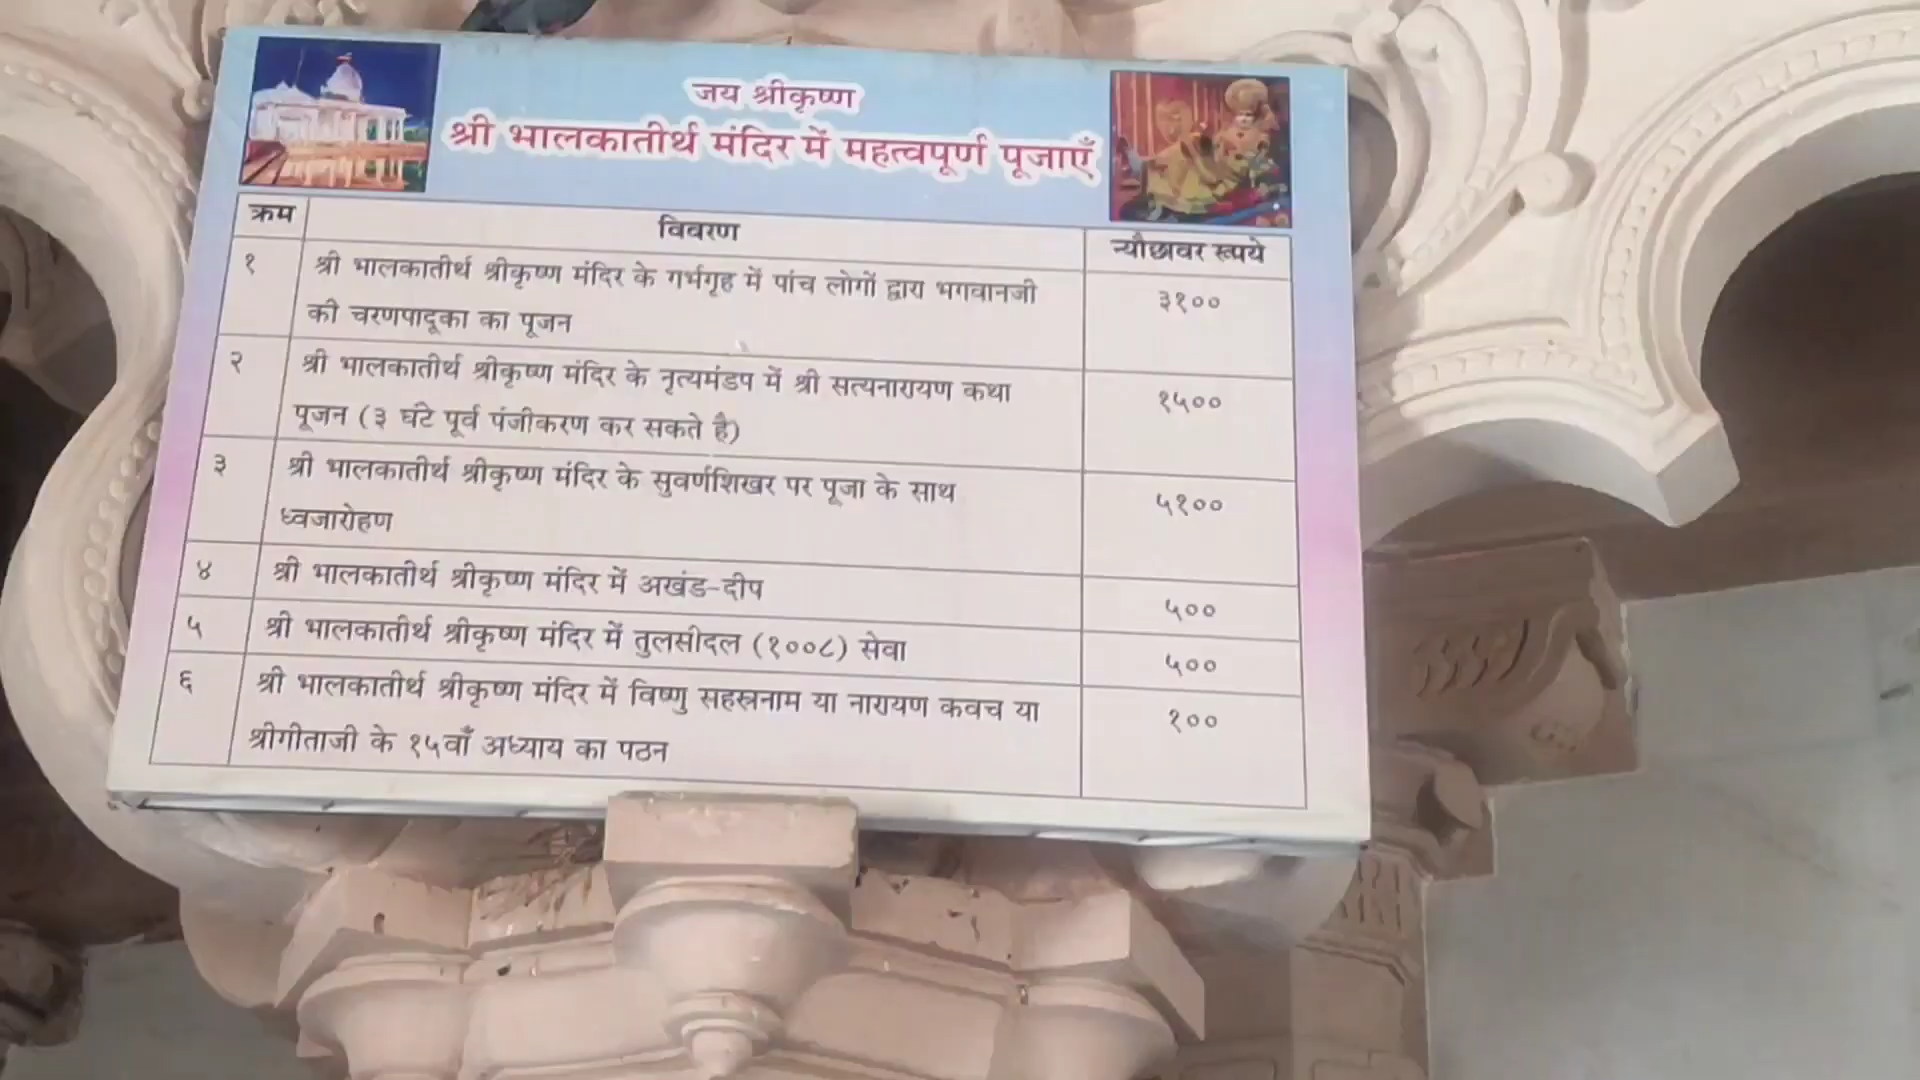 जय श्रीकृष्ण
श्री भालकातीर्थ मंदिर में महत्वपूर्ण पूजाएँ
क्रम विवरण न्यौछावर रूपये
१ श्री भालकातीर्थ श्रीकृष्ण मंदिर के गर्भगृह में पांच लोगों द्वारा भगवानजी ३१००
की चरणपादूका का पूजन
२ श्री भालकातीर्थ श्रीकृष्ण मंदिर के नृत्यमंडप में श्री सत्यनारायण कथा १५००
पूजन (३ घंटे पूर्व पंजीकरण कर सकते है)
३ श्री भालकातीर्थ श्रीकृष्ण मंदिर के सुवर्णशिखर पर पूजा के साथ ५१००
ध्वजारोहण
४ श्री भालकातीर्थ श्रीकृष्ण मंदिर में अखंड-दीप ५००
५ श्री भालकातीर्थ श्रीकृष्ण मंदिर में तुलसीदल (१००८) सेवा ५००
६ श्री भालकातीर्थ श्रीकृष्ण मंदिर में विष्णु सहस्रनाम या नारायण कवच या १००
श्रीगीताजी के १५वाँ अध्याय का पठन